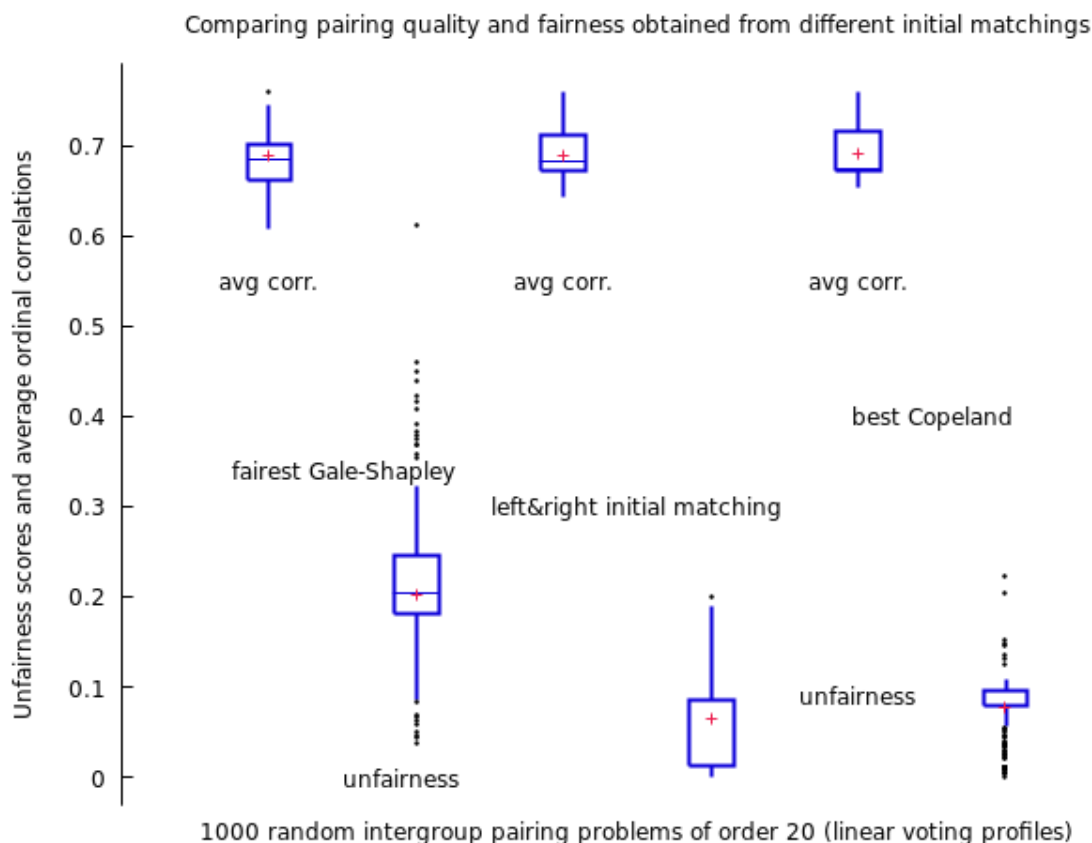 Comparing pairing quality and fairness obtained from different initial matchings
Unfairness scores and average ordinal correlations
0.7
0.6
0.5
0.4
0.3
0.2
0.1
0
avg corr.
avg corr.
avg corr.
best Copeland
fairest Gale-Shapley
left&right initial matching
unfairness
unfairness
1000 random intergroup pairing problems of order 20 (linear voting profiles)